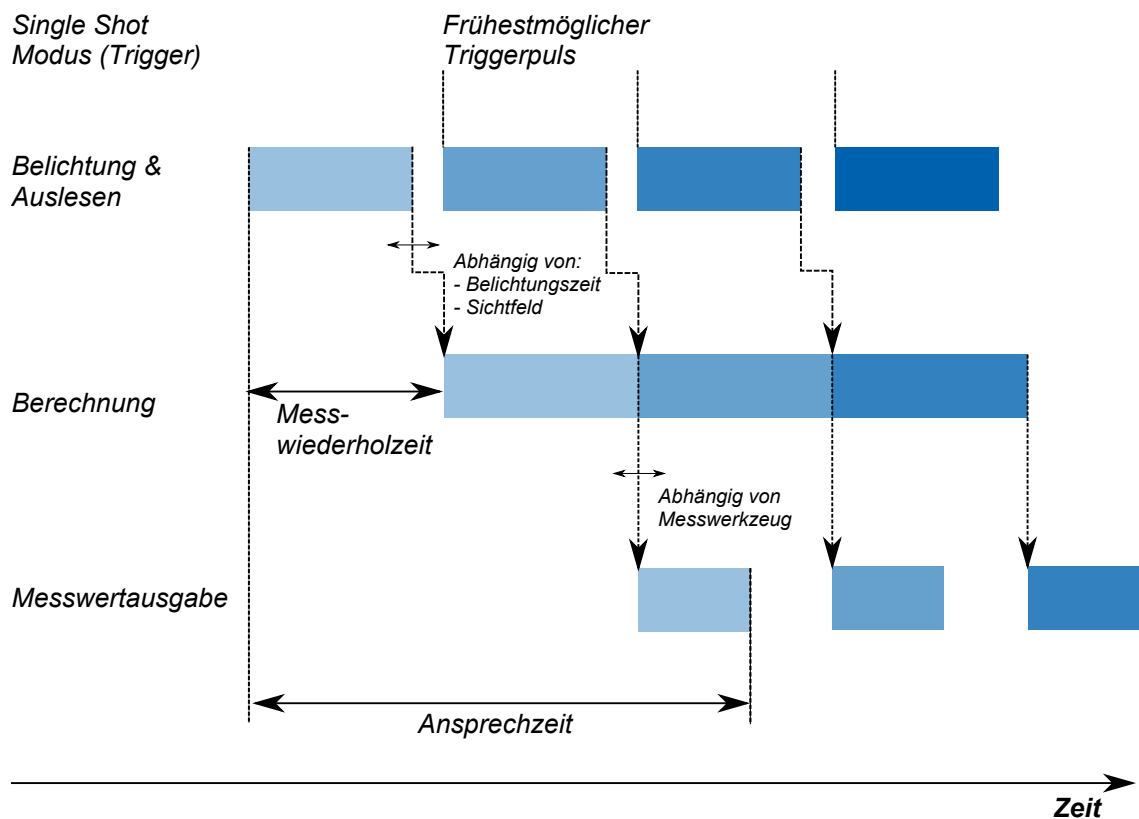 Single Shot
Modus (Trigger)
Frühestmöglicher
Triggerpuls
Belichtung &
Auslesen
Abhängig von:
- Belichtungszeit
- Sichtfeld
Berechnung
Mess-
wiederholzeit
Abhängig von
Messwerkzeug
Messwertausgabe
Ansprechzeit
Zeit